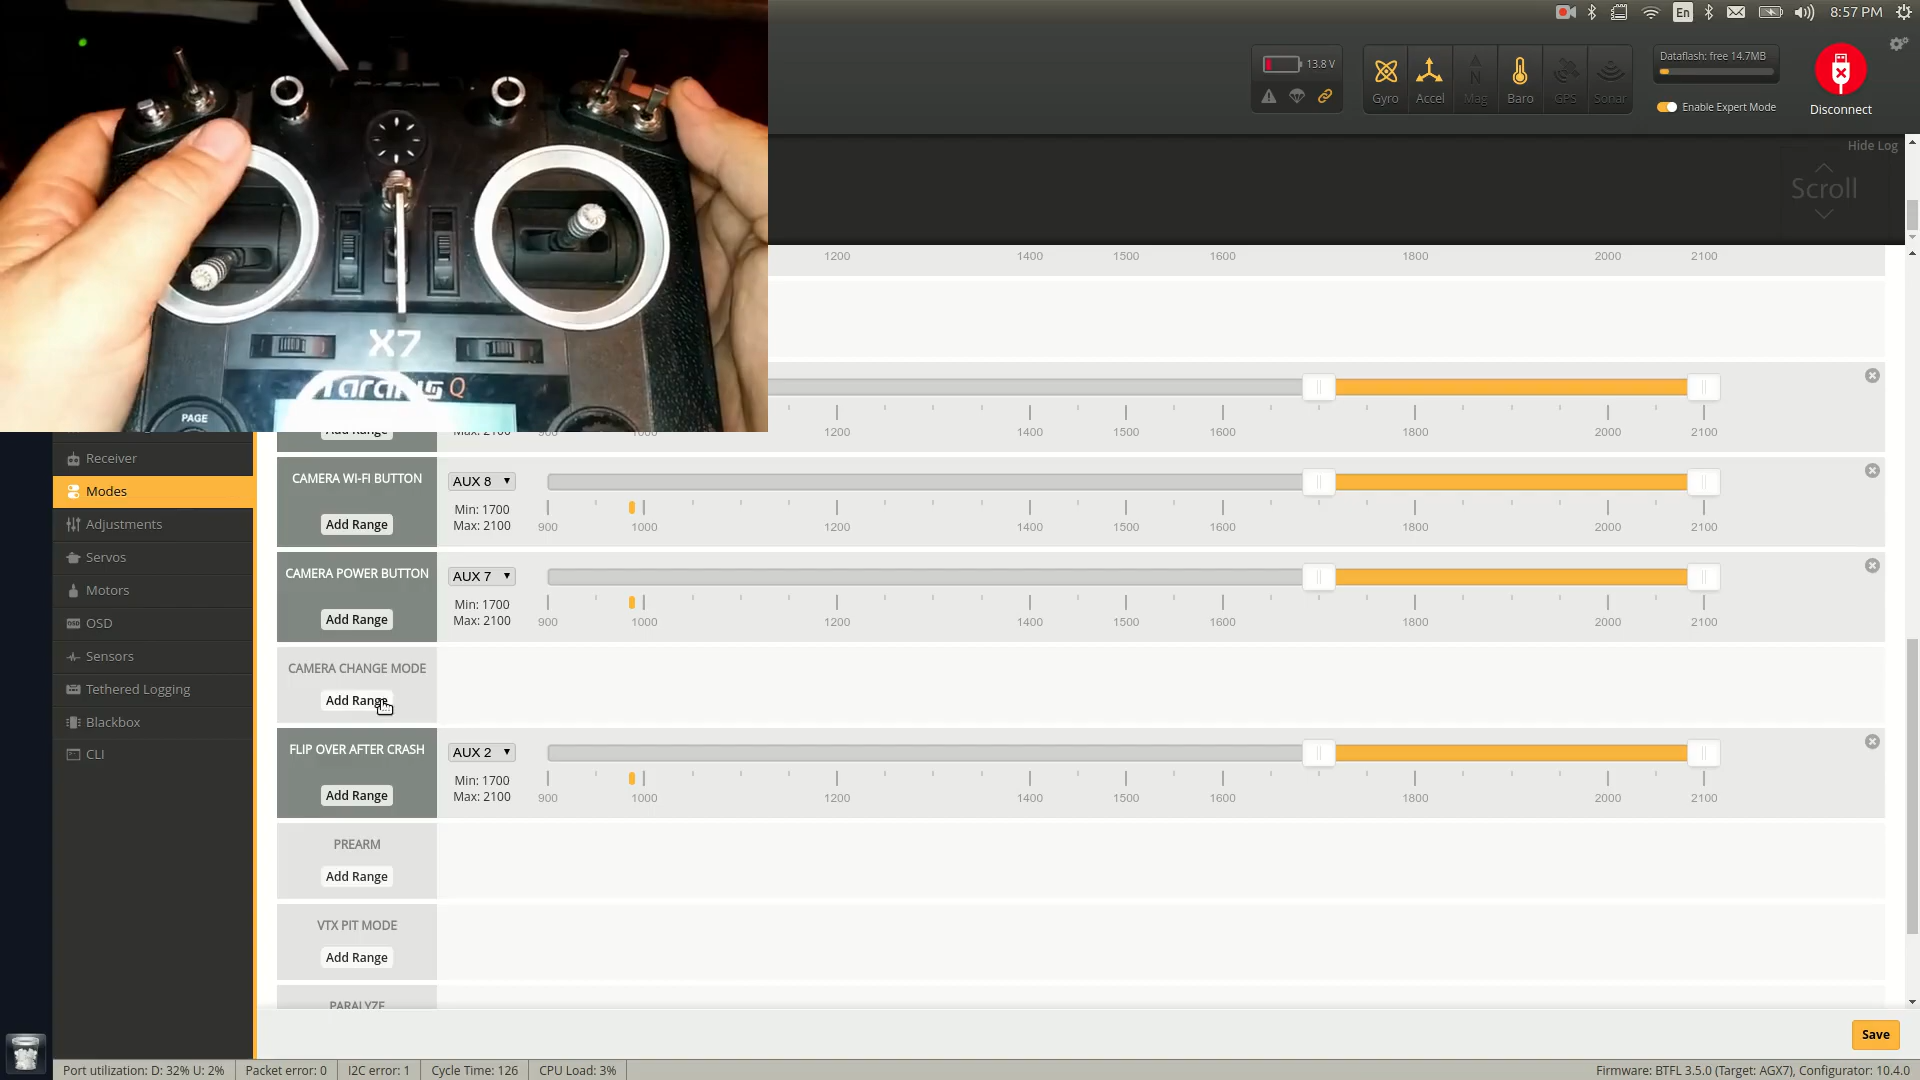 En
8:57 PM
13.8 V
Gyro
Accel
Mag
Baro
GPS
Sonar
Dataflash: free 14.7MB
Enable Expert Mode
Disconnect
Hide Log
Scroll
X7
Taranis Q
PAGE
1200 1400 1500 1600 1800 2000 2100
Add Range
Max: 2100
900 1000 1200 1400 1500 1600 1800 2000 2100
Receiver
Modes
Adjustments
Servos
Motors
OSD
Sensors
Tethered Logging
Blackbox
CLI
CAMERA WI-FI BUTTON
Add Range
AUX 8
Min: 1700
Max: 2100
900 1000 1200 1400 1500 1600 1800 2000 2100
CAMERA POWER BUTTON
Add Range
AUX 7
Min: 1700
Max: 2100
900 1000 1200 1400 1500 1600 1800 2000 2100
CAMERA CHANGE MODE
Add Range
FLIP OVER AFTER CRASH
Add Range
AUX 2
Min: 1700
Max: 2100
900 1000 1200 1400 1500 1600 1800 2000 2100
PREARM
Add Range
VTX PIT MODE
Add Range
PARALYZE
Save
Port utilization: D: 32% U: 2%
Packet error: 0
I2C error: 1
Cycle Time: 126
CPU Load: 3%
Firmware: BTFL 3.5.0 (Target: AGX7), Configurator: 10.4.0